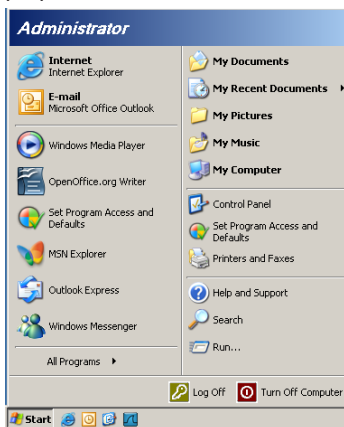 Administrator
Internet
Internet Explorer
E-mail
Microsoft Office Outlook
Windows Media Player
OpenOffice.org Writer
Set Program Access and
Defaults
MSN Explorer
Outlook Express
Windows Messenger
All Programs
My Documents
My Recent Documents
My Pictures
My Music
My Computer
Control Panel
Set Program Access and
Defaults
Printers and Faxes
Help and Support
Search
Run...
Log Off
Turn Off Computer
Start